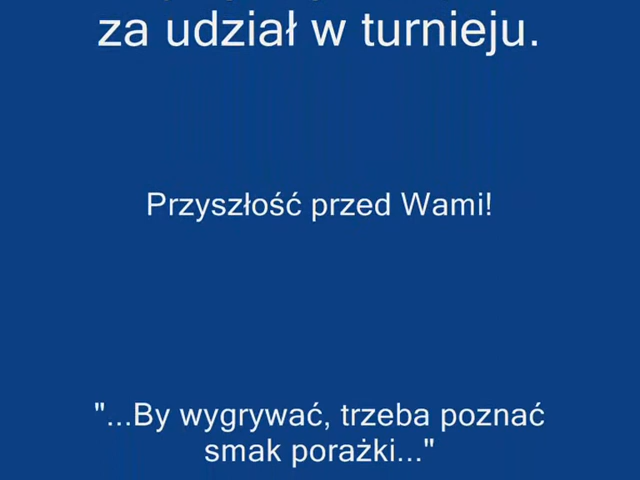 za udział w turnieju.
Przyszłość przed Wami!
"...By wygrywać, trzeba poznać
smak porażki..."